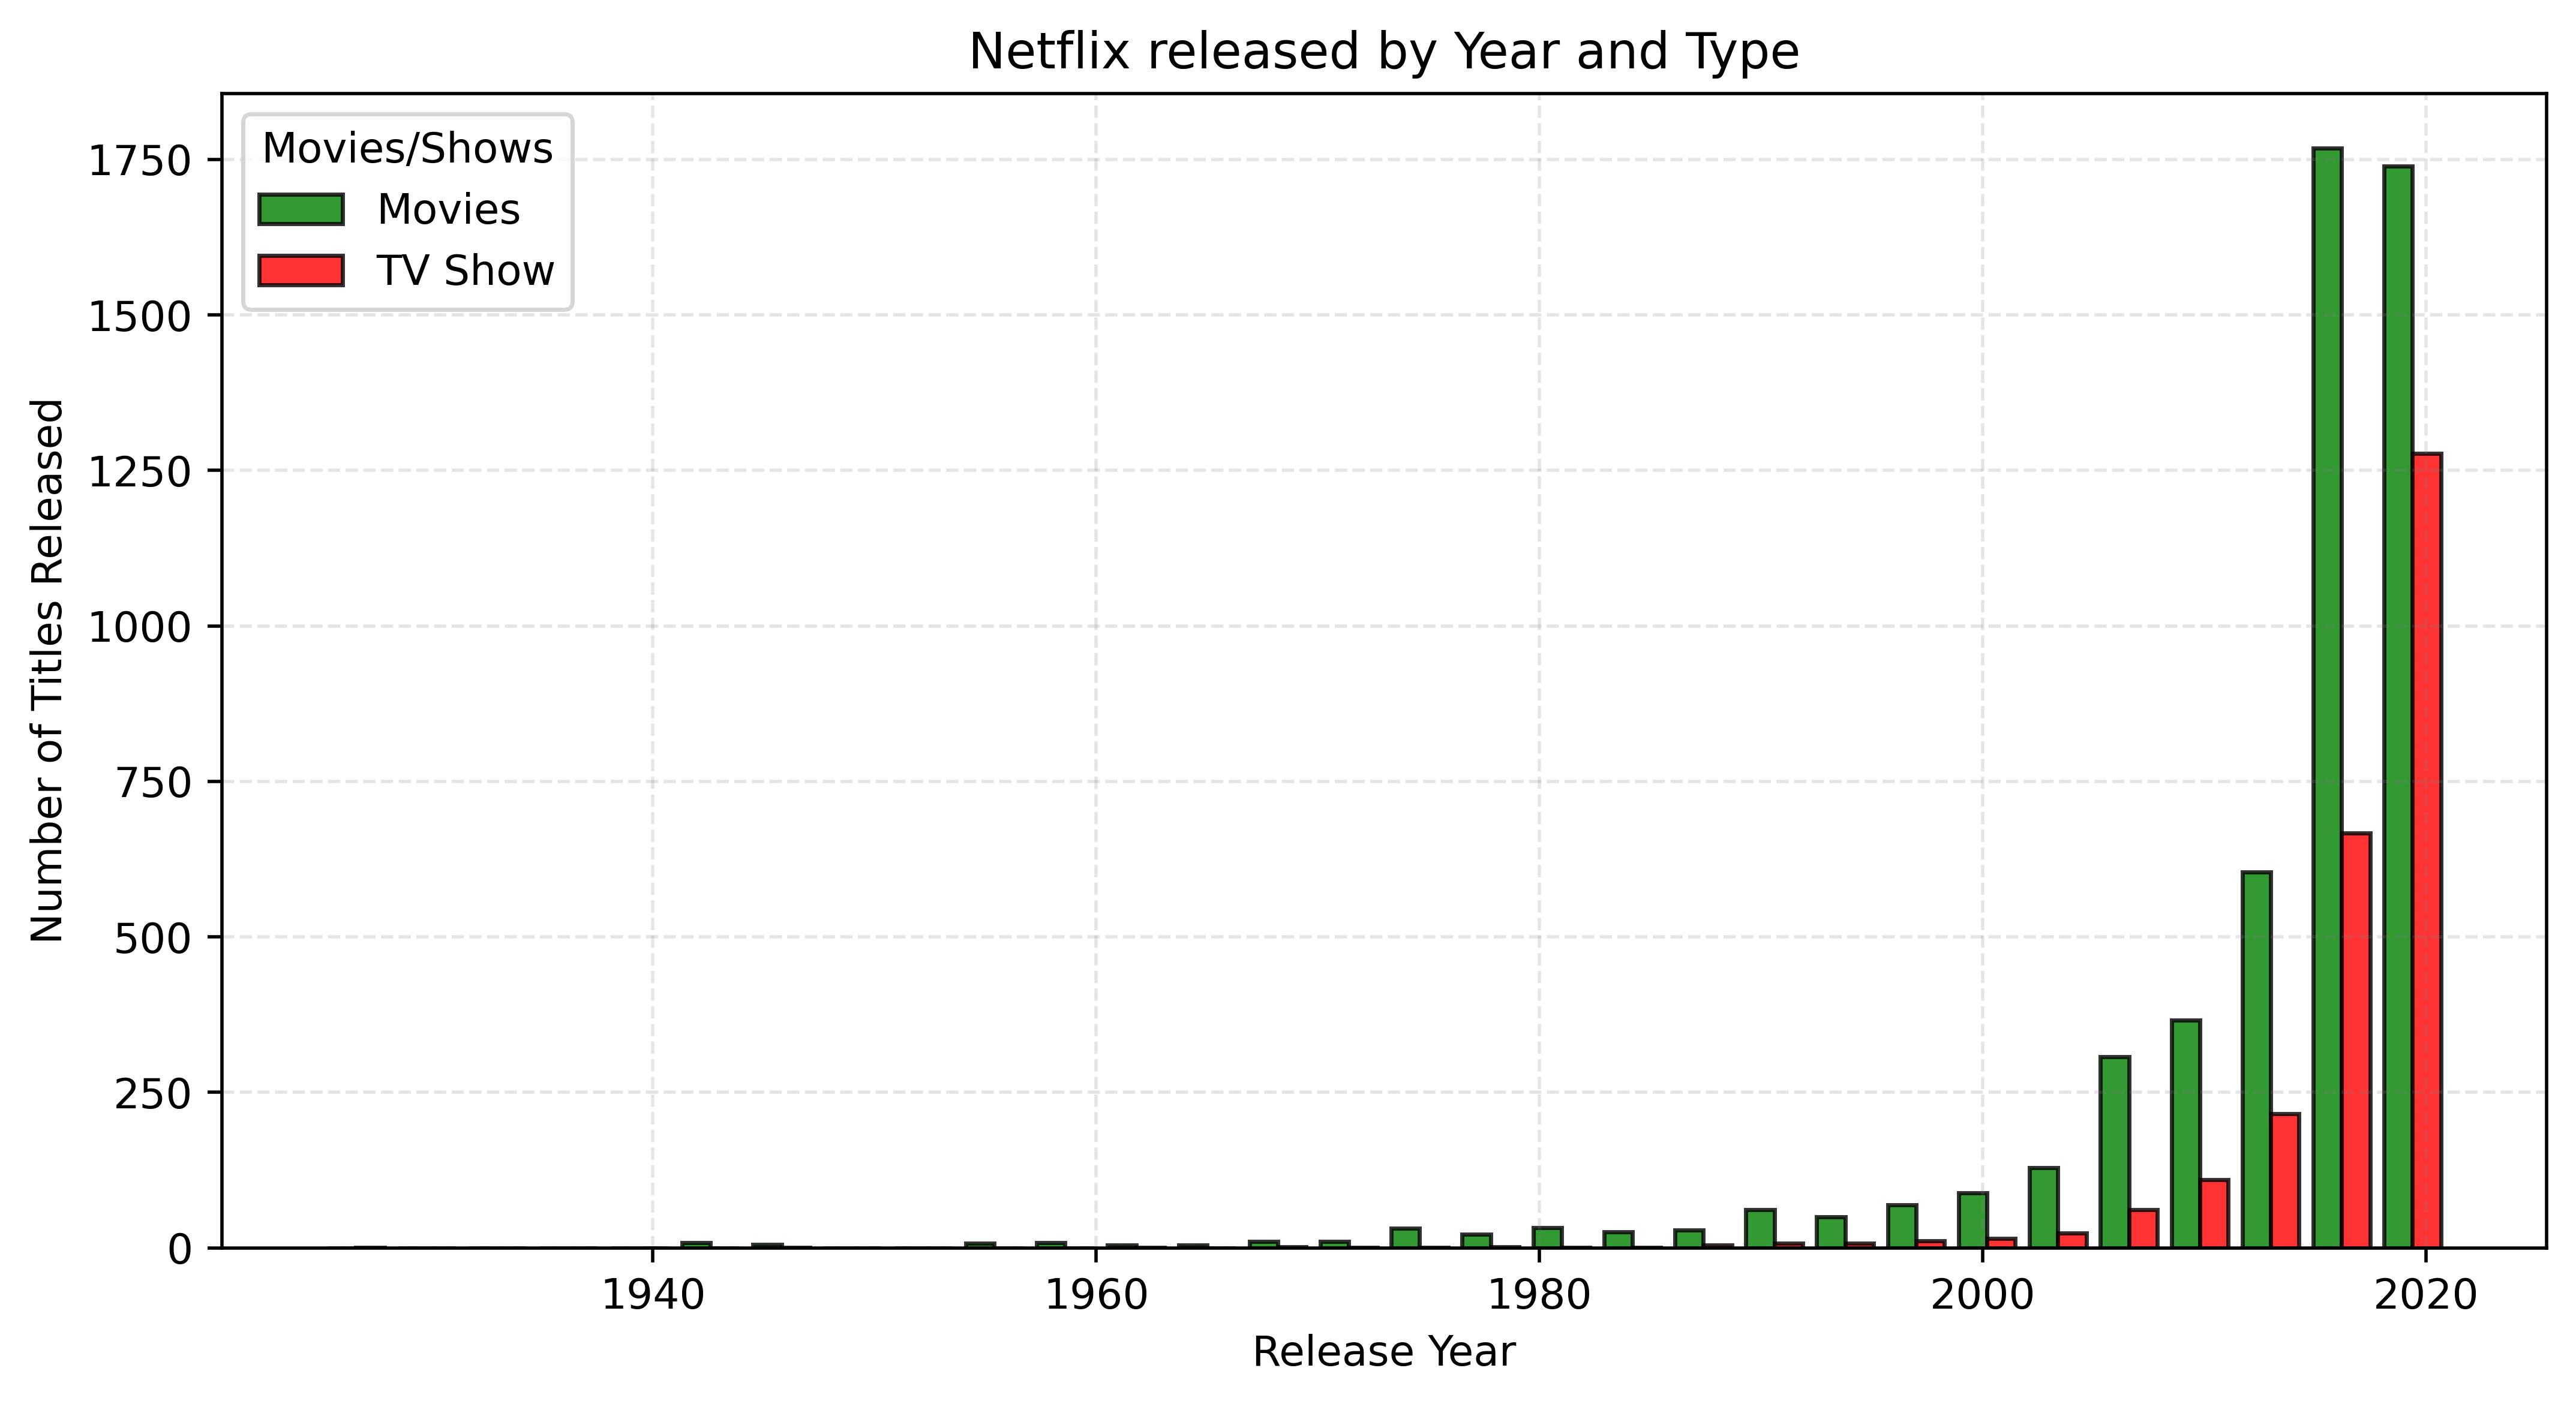 Netflix released by Year and Type
Movies/Shows
Movies
TV Show
Number of Titles Released
1750
1500
1250
1000
750
500
250
0
1940 1960 1980 2000 2020
Release Year